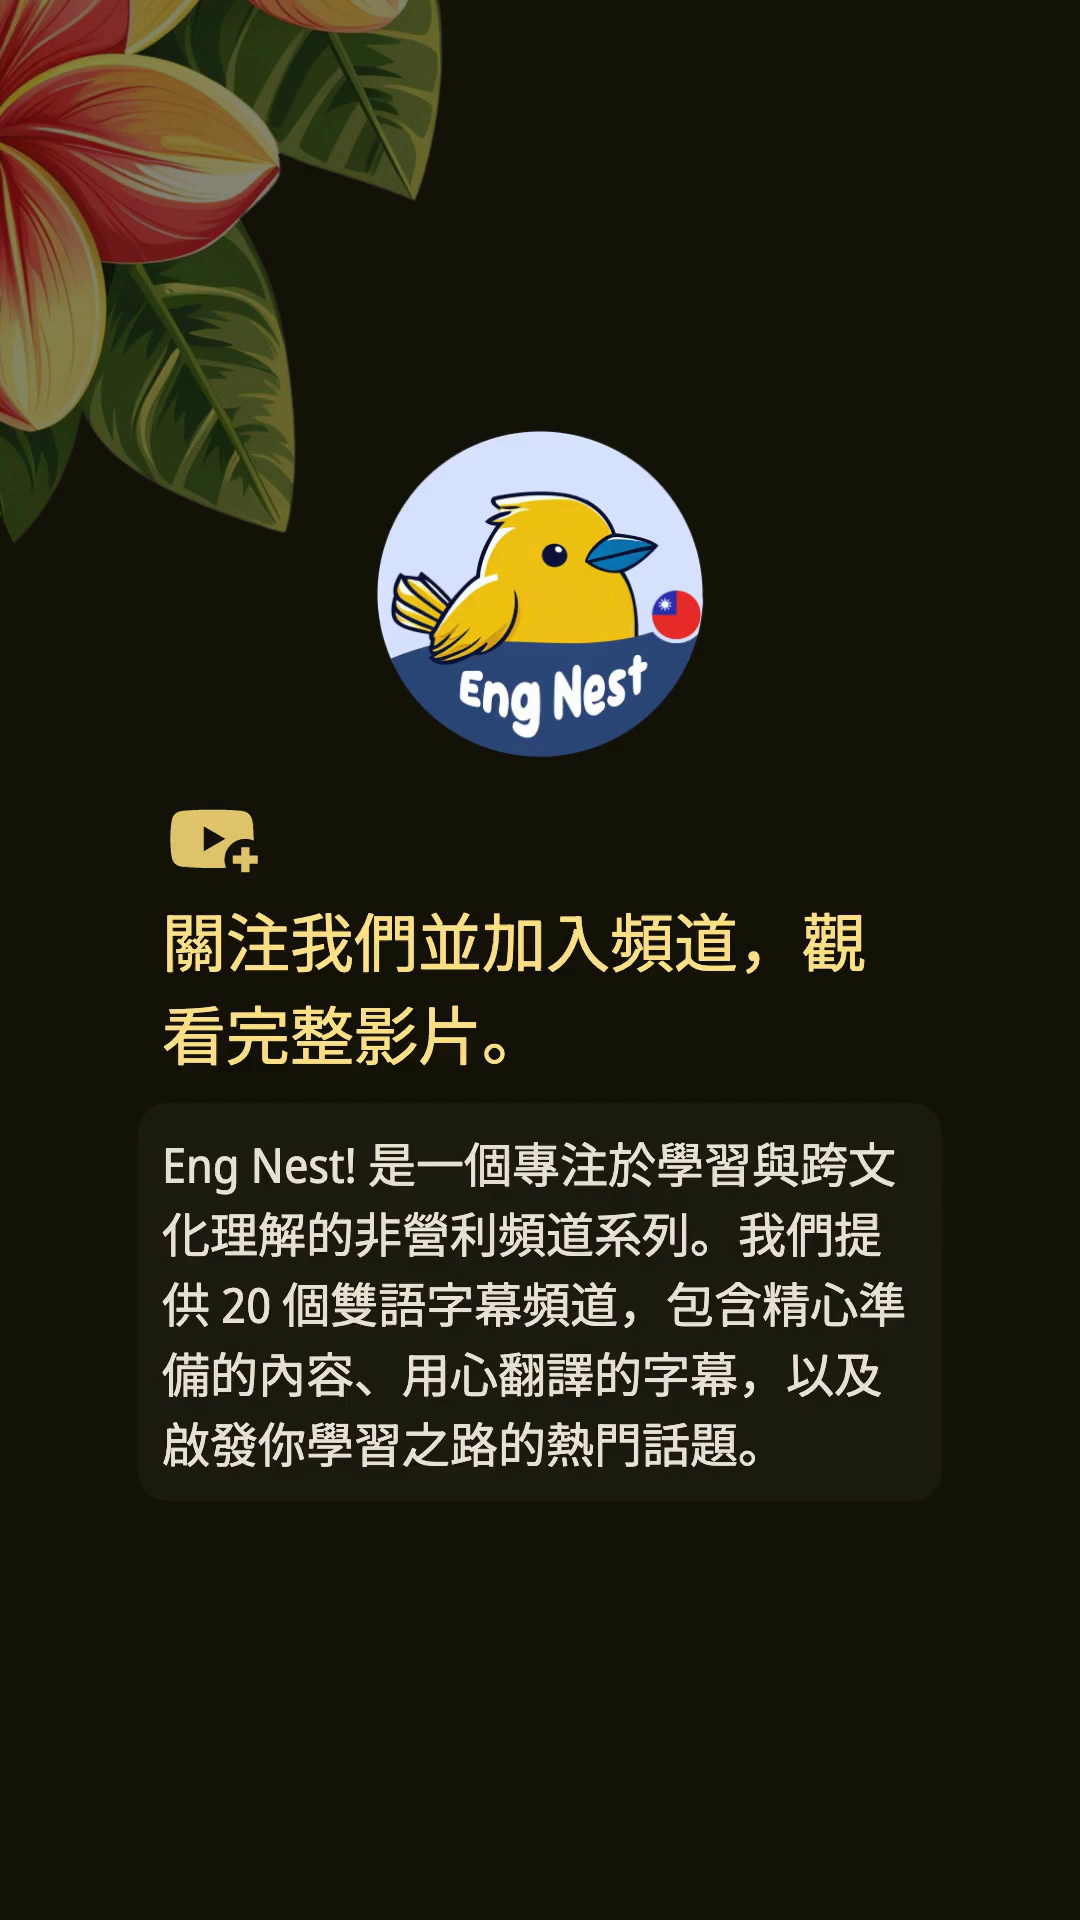 Eng Nest
關注我們並加入頻道，觀
看完整影片。
Eng Nest! 是一個專注於學習與跨文
化理解的非營利頻道系列。我們提
供 20 個雙語字幕頻道，包含精心準
備的內容、用心翻譯的字幕，以及
啟發你學習之路的熱門話題。